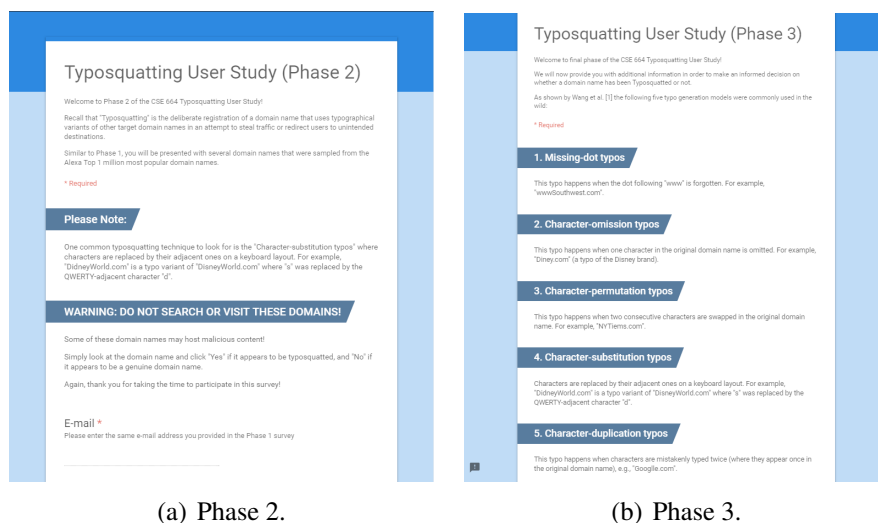 Typosquatting User Study (Phase 2)
Welcome to Phase 2 of the CSE 664 Typosquatting User Study!
Recall that "Typosquatting" is the deliberate registration of a domain name that uses typographical
variants of other target domain names in an attempt to steal traffic or redirect users to unintended
destinations.
Similar to Phase 1, you will be presented with several domain names that were sampled from the
Alexa Top 1 million most popular domain names.
* Required
Please Note:
One common typosquatting technique to look for is the "Character-substitution typos" where
characters are replaced by their adjacent ones on a keyboard layout. For example,
"DidneyWorld.com" is a typo variant of "DisneyWorld.com" where "s" was replaced by the
QWERTY-adjacent character "d".
WARNING: DO NOT SEARCH OR VISIT THESE DOMAINS!
Some of these domain names may host malicious content!
Simply look at the domain name and click "Yes" if it appears to be typosquatted, and "No" if
it appears to be a genuine domain name.
Again, thank you for taking the time to participate in this survey!
E-mail *
Please enter the same e-mail address you provided in the Phase 1 survey
(a) Phase 2.
Typosquatting User Study (Phase 3)
Welcome to final phase of the CSE 664 Typosquatting User Study!
We will now provide you with additional information in order to make an informed decision on
whether a domain name has been Typosquatted or not.
As shown by Wang et al. [1] the following five typo generation models were commonly used in the
wild:
* Required
1. Missing-dot typos
This typo happens when the dot following "www" is forgotten. For example,
"wwwSouthwest.com".
2. Character-omission typos
This typo happens when one character in the original domain name is omitted. For example,
"Diney.com" (a typo of the Disney brand).
3. Character-permutation typos
This typo happens when two consecutive characters are swapped in the original domain
name. For example, "NYTiems.com".
4. Character-substitution typos
Characters are replaced by their adjacent ones on a keyboard layout. For example,
"DidneyWorld.com" is a typo variant of "DisneyWorld.com" where "s" was replaced by the
QWERTY-adjacent character "d".
5. Character-duplication typos
This typo happens when characters are mistakenly typed twice (where they appear once in
the original domain name), e.g., "Googlle.com".
(b) Phase 3.